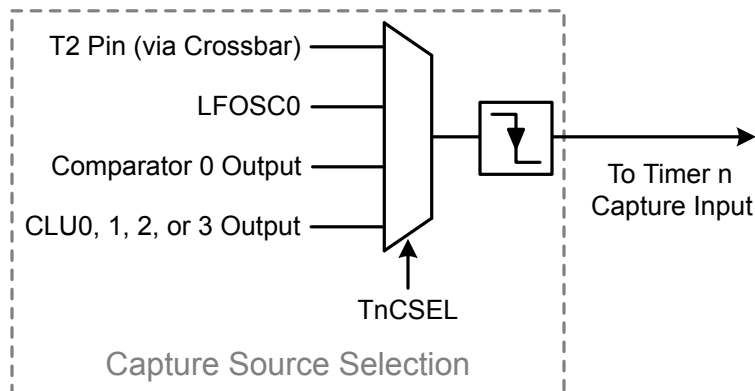 T2 Pin (via Crossbar)
LFOSC0
Comparator 0 Output
CLU0, 1, 2, or 3 Output
TnCSEL
To Timer n
Capture Input
Capture Source Selection